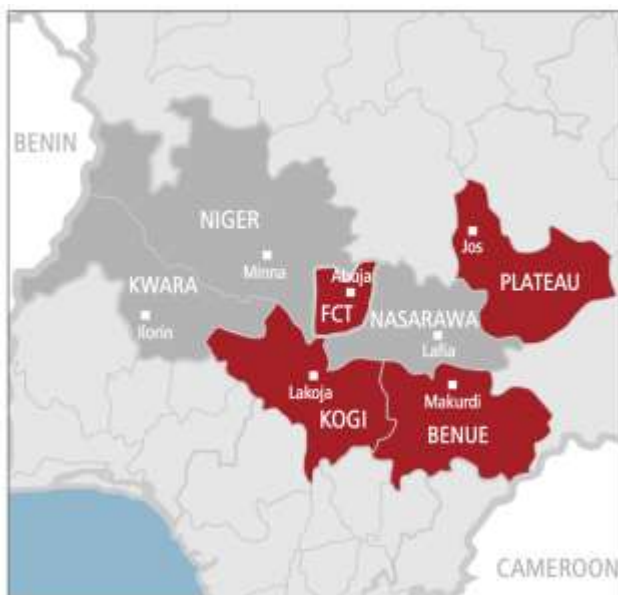 BENIN
NIGER
Minna
KWARA
Ilorin
Abuja
FCT
NASARAWA
Lafia
Jos
PLATEAU
Lakoja
KOGI
Makurdi
BENUE
CAMEROON